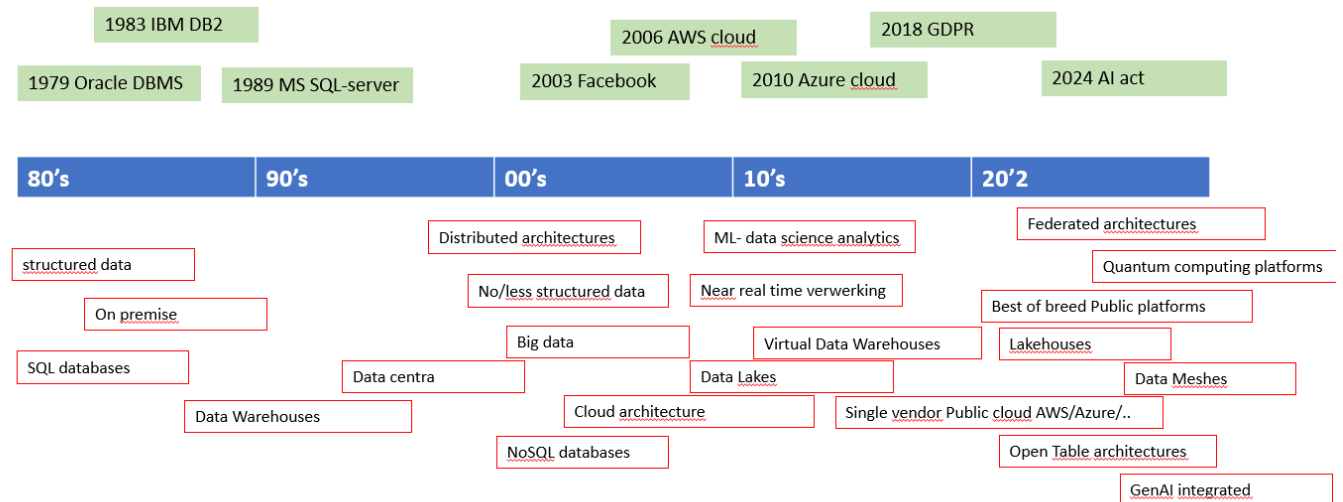 1983 IBM DB2
2006 AWS cloud
2018 GDPR
1979 Oracle DBMS
1989 MS SQL-server
2003 Facebook
2010 Azure cloud
2024 AI act
80’s
90’s
00’s
10’s
20’2
Distributed architectures
ML- data science analytics
Federated architectures
structured data
Quantum computing platforms
No/less structured data
Near real time verwerking
On premise
Best of breed Public platforms
Big data
Virtual Data Warehouses
Lakehouses
SQL databases
Data centra
Data Lakes
Data Meshes
Data Warehouses
Cloud architecture
Single vendor Public cloud AWS/Azure/..
NoSQL databases
Open Table architectures
GenAI integrated